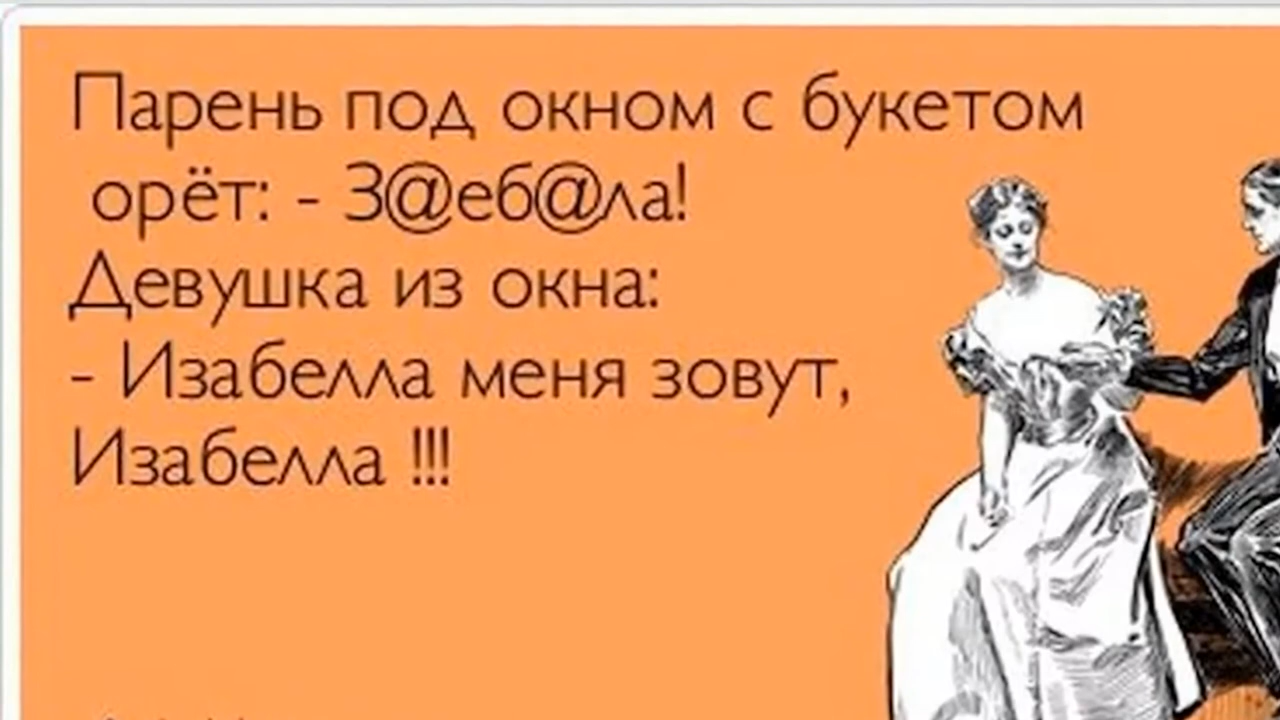 Парень под окном с букетом
орёт: - З@еб@ла!
Девушка из окна:
- Изабелла меня зовут,
Изабелла !!!